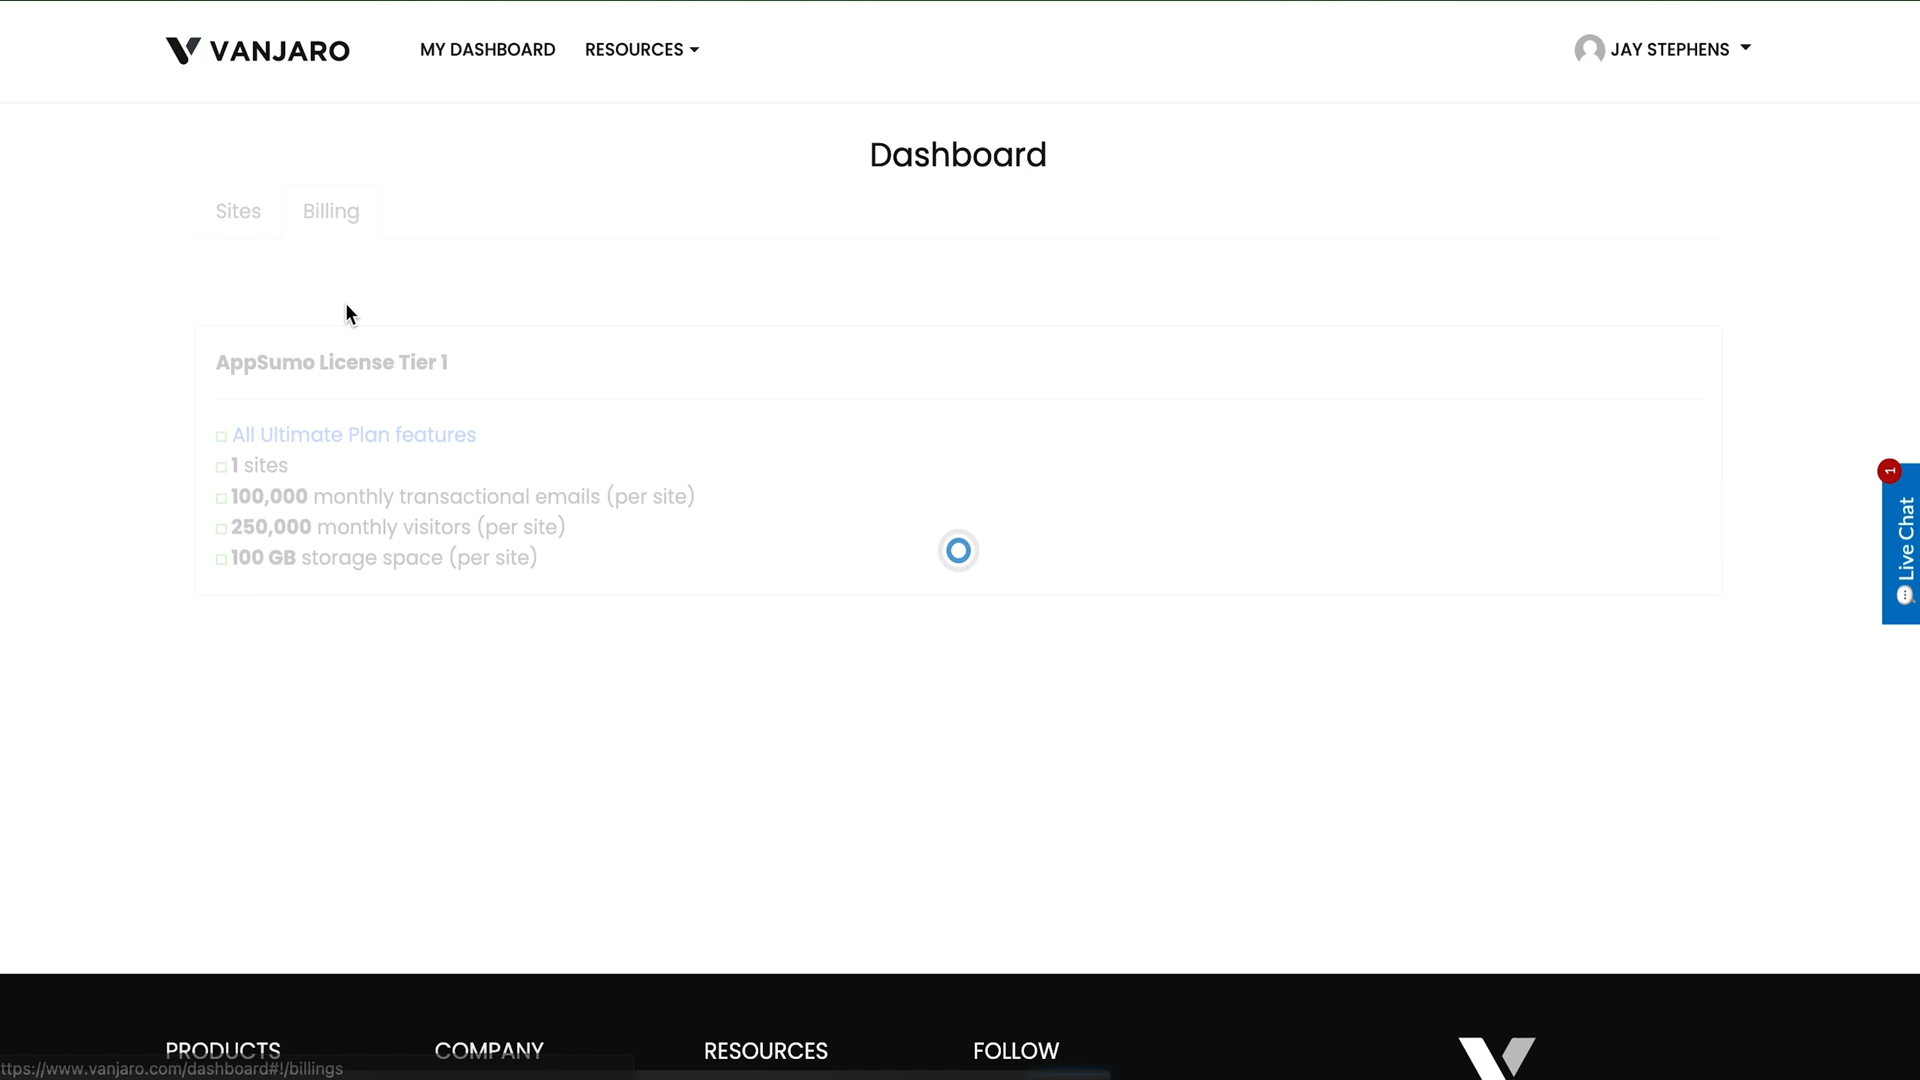 VANJARO
MY DASHBOARD
RESOURCES
JAY STEPHENS
Dashboard
Sites
Billing
AppSumo License Tier 1
All Ultimate Plan features
1 sites
100,000 monthly transactional emails (per site)
250,000 monthly visitors (per site)
100 GB storage space (per site)
1
Live Chat
PRODUCTS
COMPANY
RESOURCES
FOLLOW
ttps://www.vanjaro.com/dashboard#!/billings